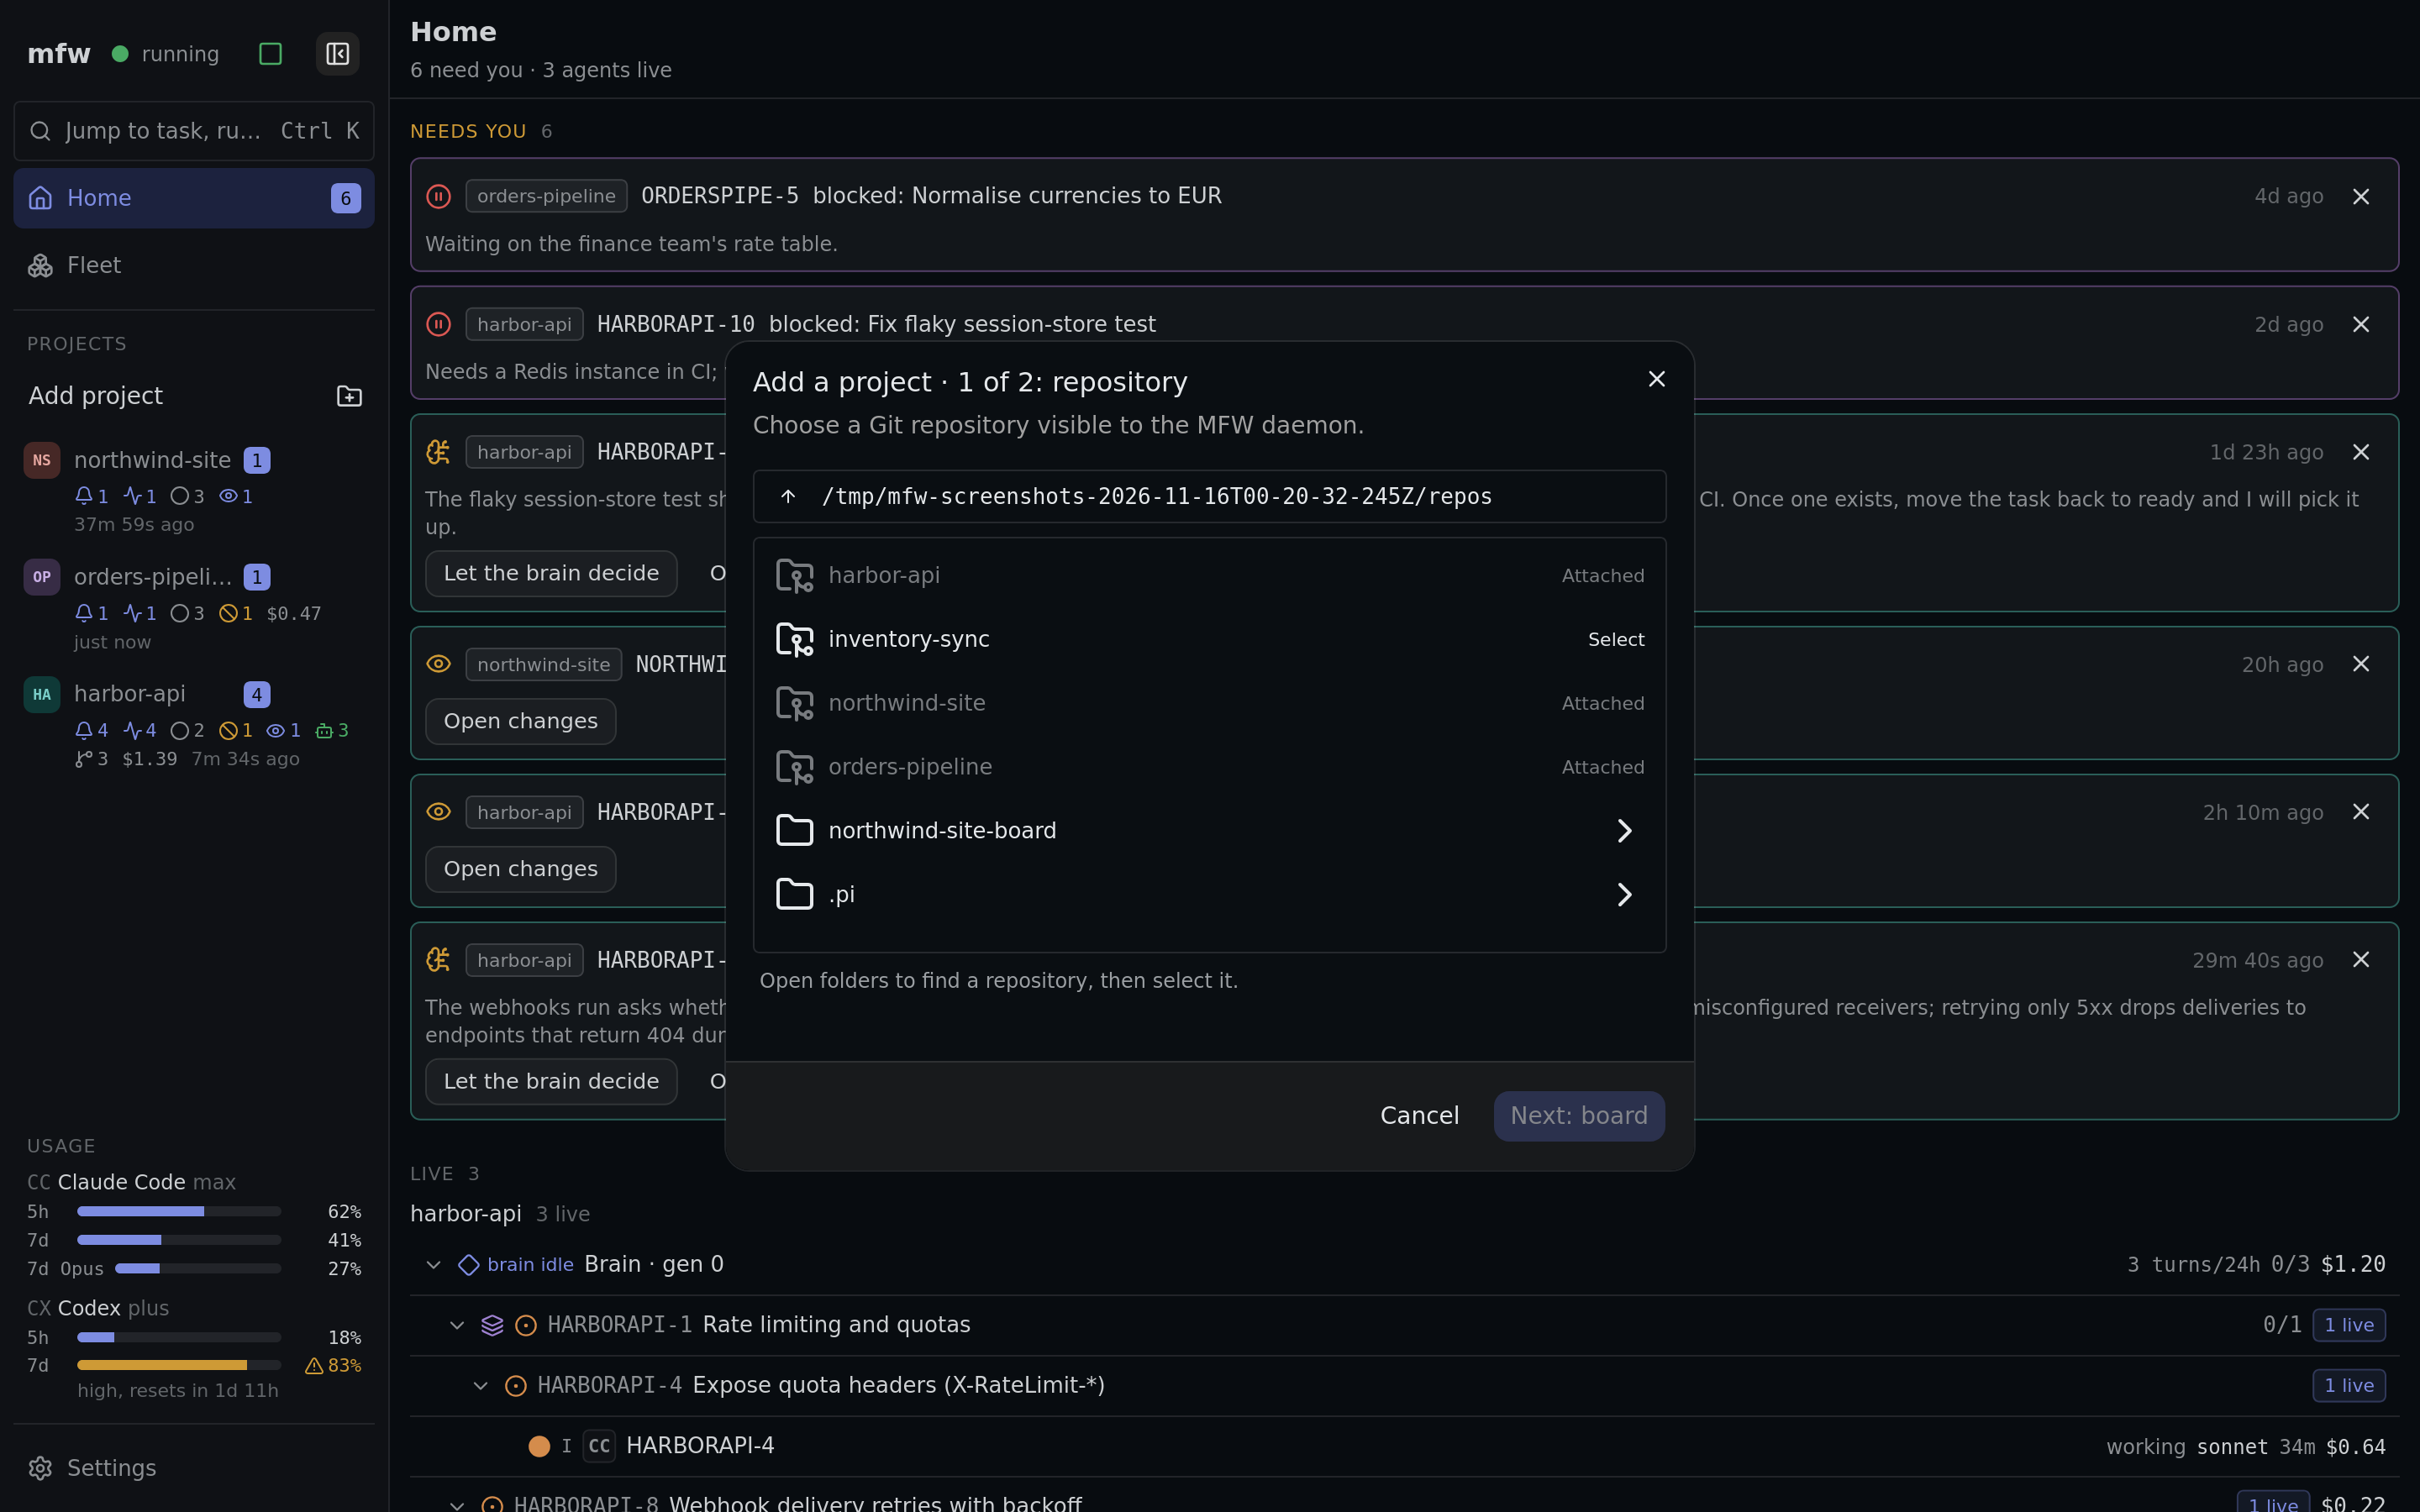 mfw running
Jump to task, ru… Ctrl K
Home 6
Fleet
PROJECTS
Add project
NS northwind-site 1
1 1 3 1
37m 59s ago
OP orders-pipeli… 1
1 1 3 1 $0.47
just now
HA harbor-api 4
4 4 2 1 1 3
3 $1.39 7m 34s ago
USAGE
CC Claude Code max
5h 62%
7d 41%
7d Opus 27%
CX Codex plus
5h 18%
7d 83%
high, resets in 1d 11h
Settings
Home
6 need you · 3 agents live
NEEDS YOU 6
orders-pipeline ORDERSPIPE-5 blocked: Normalise currencies to EUR 4d ago
Waiting on the finance team's rate table.
harbor-api HARBORAPI-10 blocked: Fix flaky session-store test 2d ago
Needs a Redis instance in CI;
harbor-api HARBORAPI- 1d 23h ago
The flaky session-store test sh CI. Once one exists, move the task back to ready and I will pick it
up.
Let the brain decide O
northwind-site NORTHWI 20h ago
Open changes
harbor-api HARBORAPI- 2h 10m ago
Open changes
harbor-api HARBORAPI- 29m 40s ago
The webhooks run asks wheth misconfigured receivers; retrying only 5xx drops deliveries to
endpoints that return 404 dur
Let the brain decide O
Add a project · 1 of 2: repository
Choose a Git repository visible to the MFW daemon.
/tmp/mfw-screenshots-2026-11-16T00-20-32-245Z/repos
harbor-api Attached
inventory-sync Select
northwind-site Attached
orders-pipeline Attached
northwind-site-board
.pi
Open folders to find a repository, then select it.
Cancel Next: board
LIVE 3
harbor-api 3 live
brain idle Brain · gen 0 3 turns/24h 0/3 $1.20
HARBORAPI-1 Rate limiting and quotas 0/1 1 live
HARBORAPI-4 Expose quota headers (X-RateLimit-*) 1 live
I CC HARBORAPI-4 working sonnet 34m $0.64
HARBORAPI-8 Webhook delivery retries with backoff 1 live $0.22